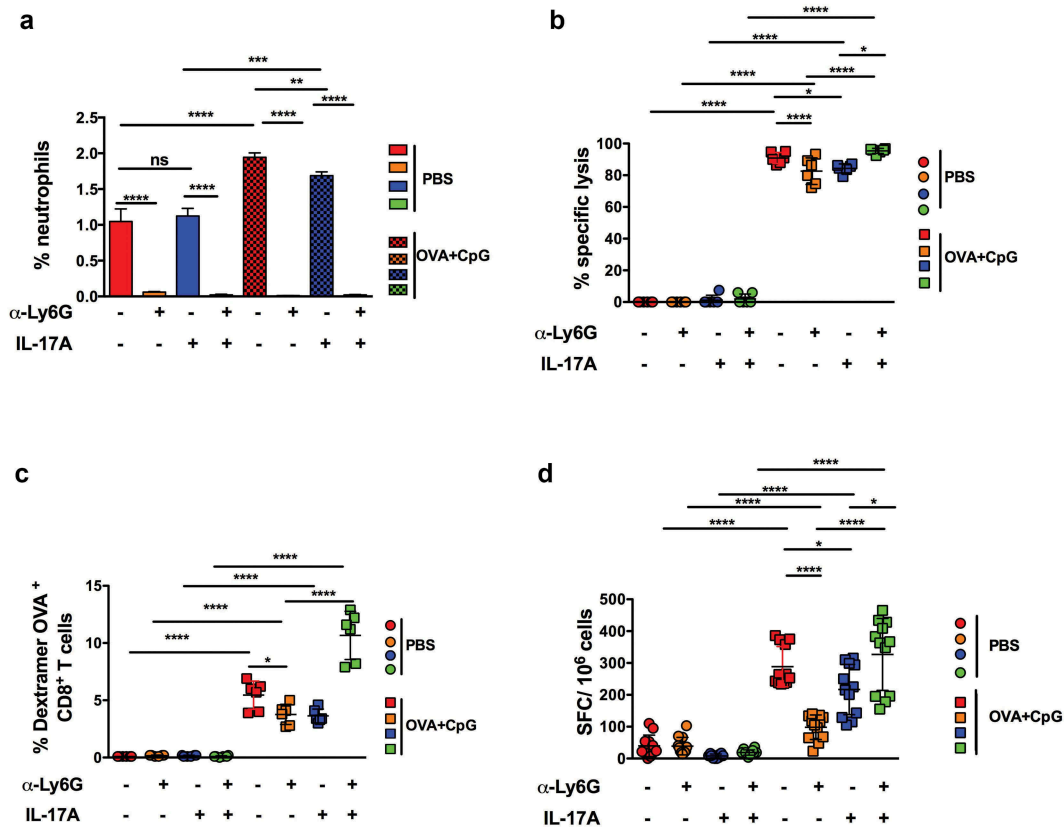 a
% neutrophils
2.5
2.0
1.5
1.0
0.5
0.0
****
ns
****
****
***
**
****
****
PBS
OVA+CpG
α-Ly6G - + - + - + - +
IL-17A - - + + - - + +
b
% specific lysis
100
80
60
40
20
0
****
****
****
*
****
****
*
****
****
PBS
OVA+CpG
α-Ly6G - + - + - + - +
IL-17A - - + + - - + +
c
% Dextramer OVA +
CD8+ T cells
15
10
5
0
****
****
****
****
****
*
PBS
OVA+CpG
α-Ly6G - + - + - + - +
IL-17A - - + + - - + +
d
SFC/ 10⁶ cells
500
400
300
200
100
0
****
****
*
****
****
****
*
****
PBS
OVA+CpG
α-Ly6G - + - + - + - +
IL-17A - - + + - - + +